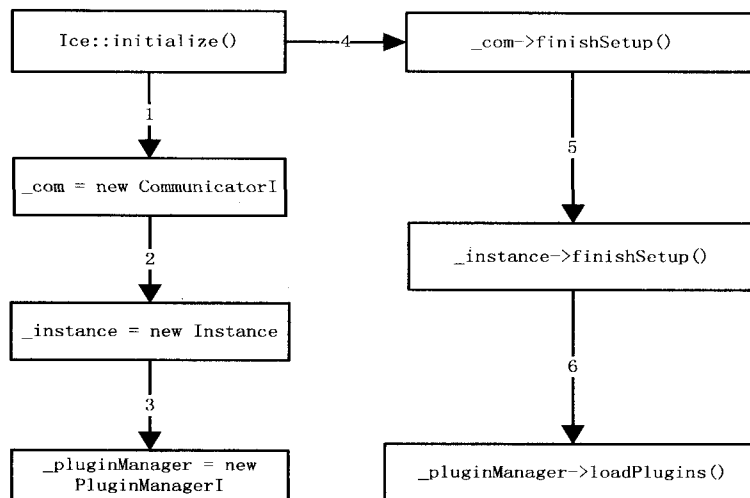 Ice::initialize()
4
_com->finishSetup()
1
5
_com = new CommunicatorI
2
_instance->finishSetup()
_instance = new Instance
3
6
_pluginManager = new
PluginManagerI
_pluginManager->loadPlugins()